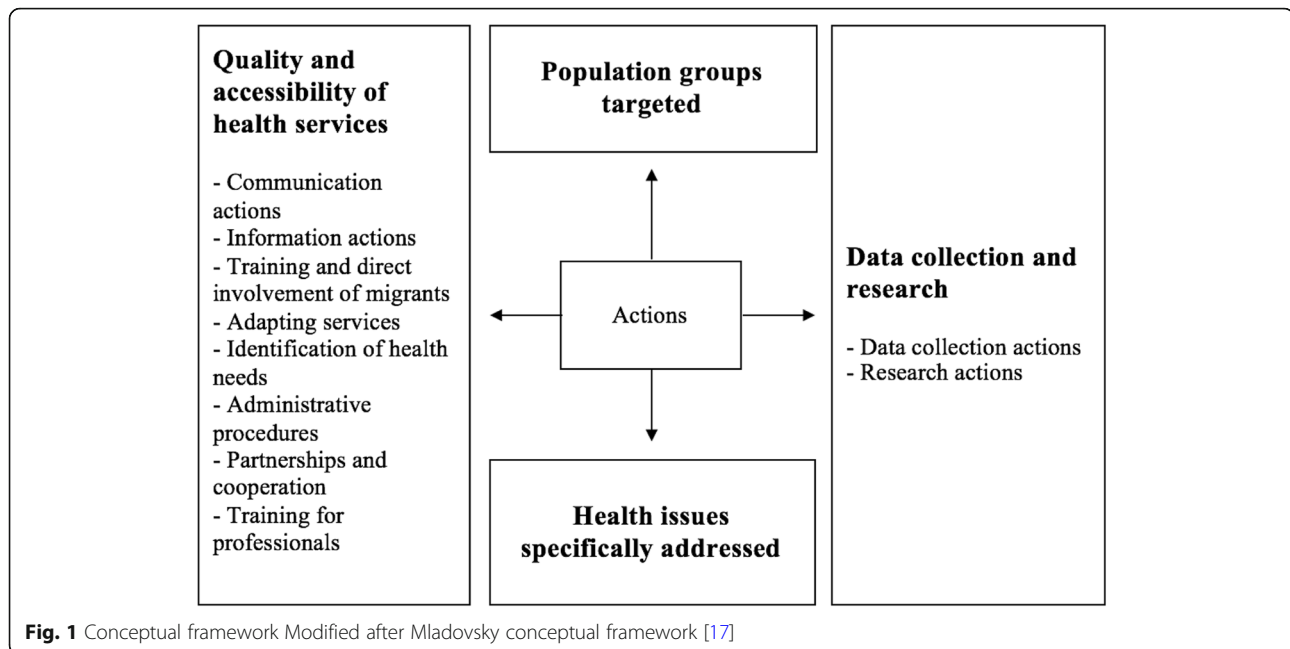 Quality and
accessibility of
health services
- Communication
actions
- Information actions
- Training and direct
involvement of migrants
- Adapting services
- Identification of health
needs
- Administrative
procedures
- Partnerships and
cooperation
- Training for
professionals
Population groups
targeted
Actions
Health issues
specifically addressed
Data collection and
research
- Data collection actions
- Research actions
Fig. 1 Conceptual framework Modified after Mladovsky conceptual framework [17]